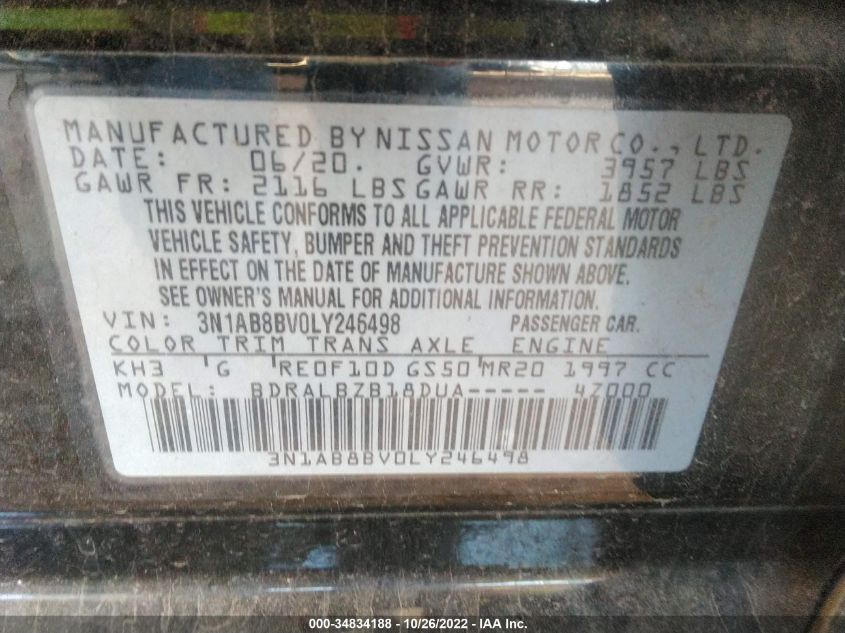 MANUFACTURED BY NISSAN MOTOR CO., LTD.
DATE: 06/20. GVWR: 3957 LBS
GAWR FR: 2116 LBS GAWR RR: 1852 LBS
THIS VEHICLE CONFORMS TO ALL APPLICABLE FEDERAL MOTOR
VEHICLE SAFETY, BUMPER AND THEFT PREVENTION STANDARDS
IN EFFECT ON THE DATE OF MANUFACTURE SHOWN ABOVE.
SEE OWNER'S MANUAL FOR ADDITIONAL INFORMATION.
VIN: 3N1AB8BV0LY246498 PASSENGER CAR.
COLOR TRIM TRANS AXLE ENGINE
KH3 G RE0F10D GS50 MR20 1997 CC
MODEL: BDRALBZB18DUA----- 4Z000
3N1AB8BV0LY246498
000-34834188 - 10/26/2022 - IAA Inc.